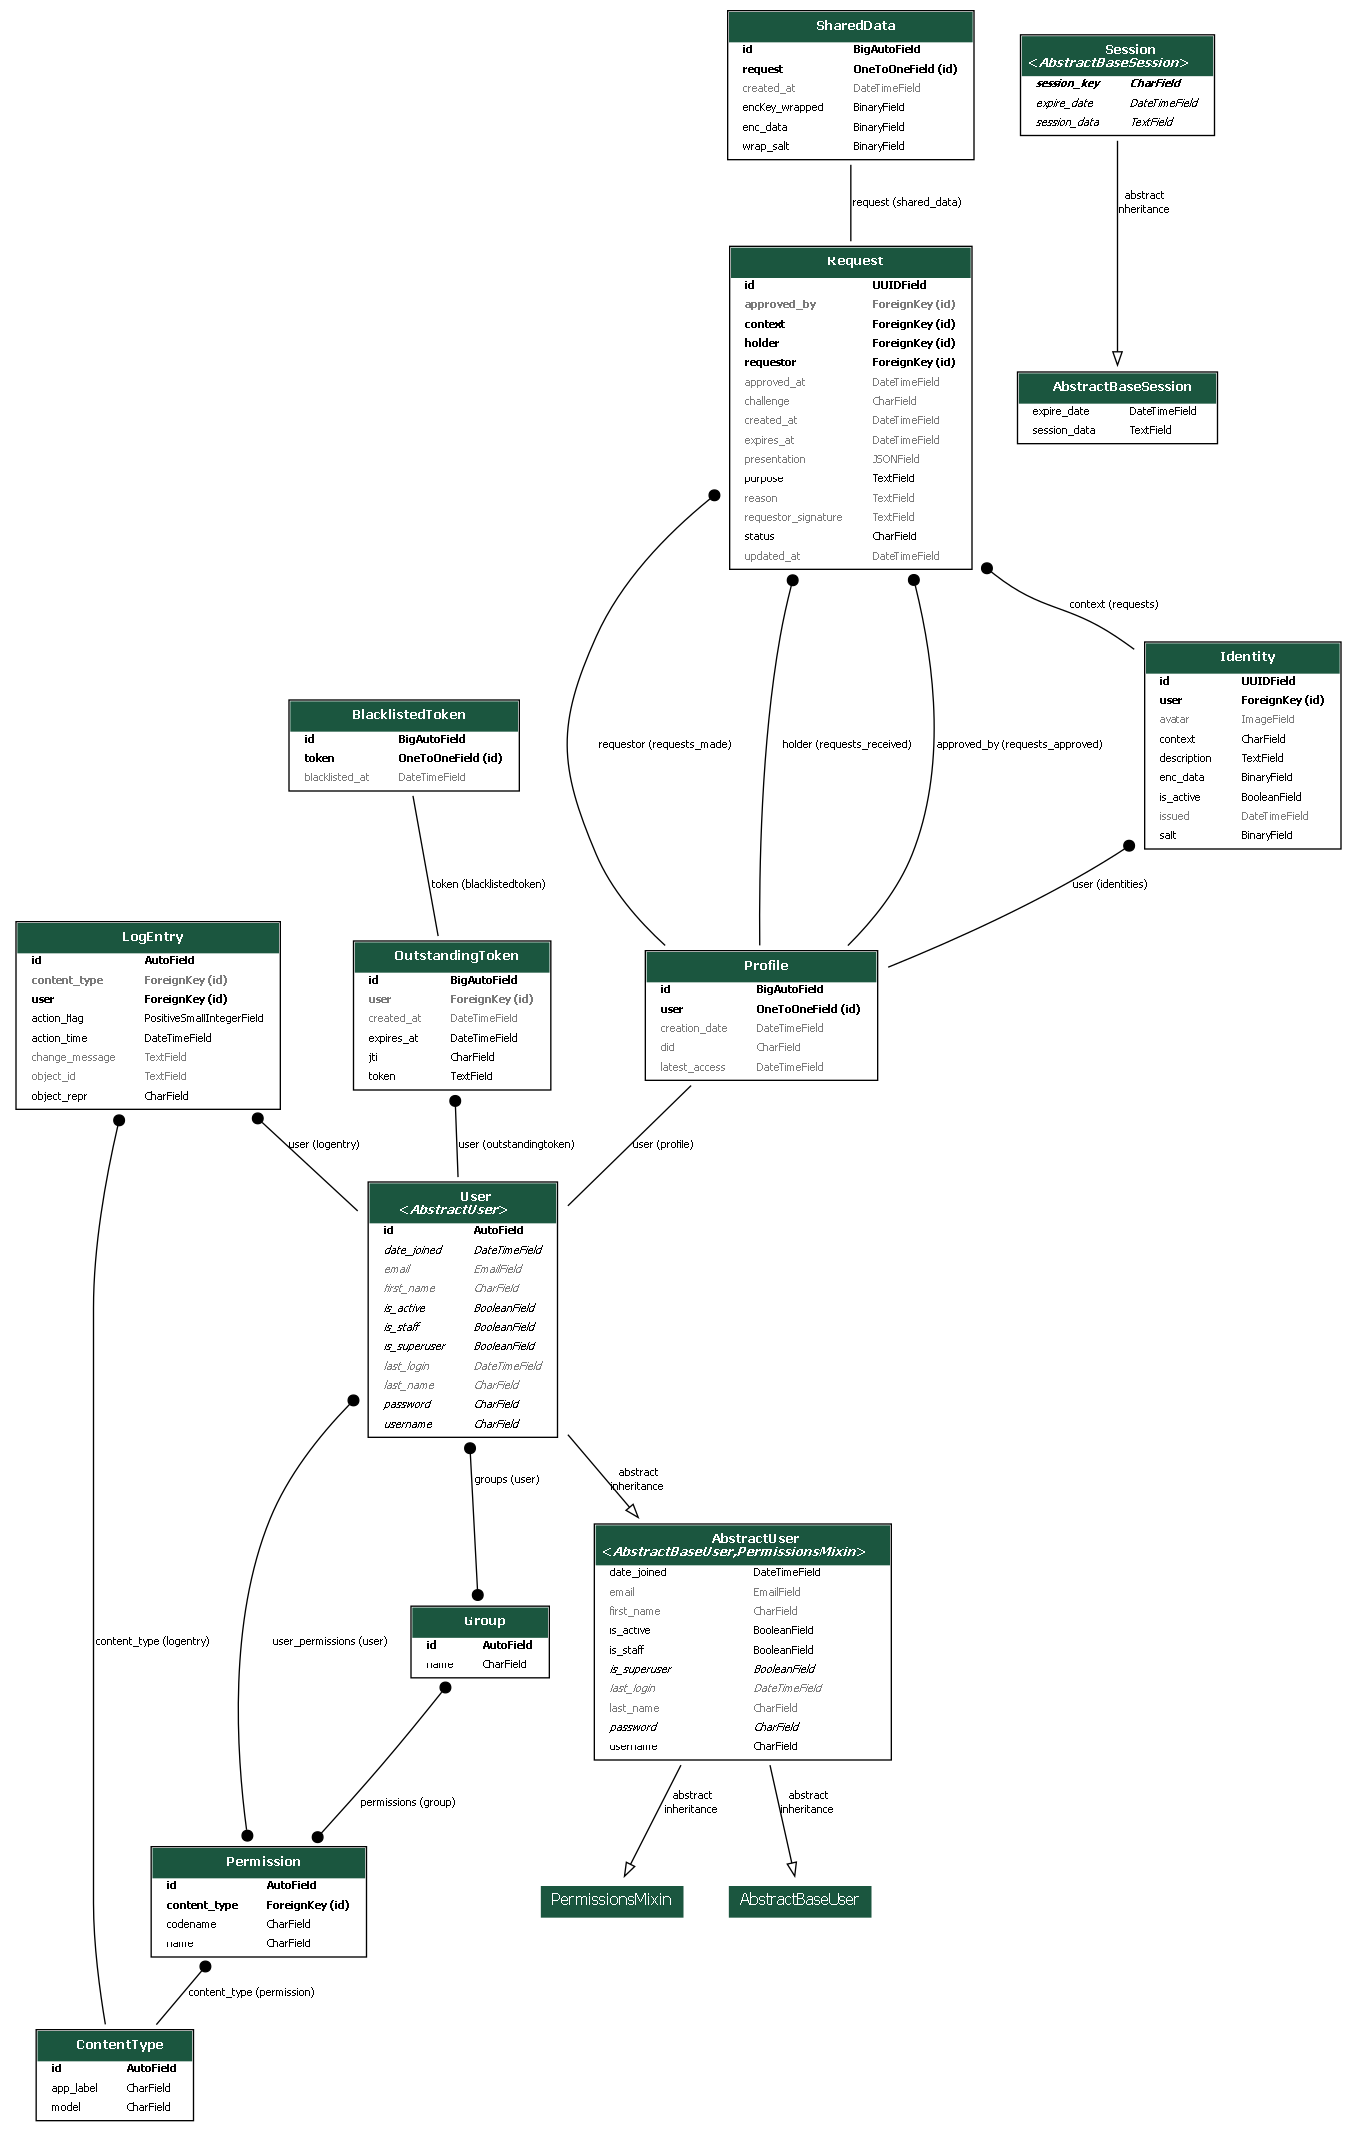 SharedData
id BigAutoField
request OneToOneField (id)
created_at DateTimeField
encKey_wrapped BinaryField
enc_data BinaryField
wrap_salt BinaryField
Session
<AbstractBaseSession>
session_key CharField
expire_date DateTimeField
session_data TextField
request (shared_data)
abstract
inheritance
Request
id UUIDField
approved_by ForeignKey (id)
context ForeignKey (id)
holder ForeignKey (id)
requestor ForeignKey (id)
approved_at DateTimeField
challenge CharField
created_at DateTimeField
expires_at DateTimeField
presentation JSONField
purpose TextField
reason TextField
requestor_signature TextField
status CharField
updated_at DateTimeField
AbstractBaseSession
expire_date DateTimeField
session_data TextField
context (requests)
Identity
id UUIDField
user ForeignKey (id)
avatar ImageField
context CharField
description TextField
enc_data BinaryField
is_active BooleanField
issued DateTimeField
salt BinaryField
BlacklistedToken
id BigAutoField
token OneToOneField (id)
blacklisted_at DateTimeField
requestor (requests_made)
holder (requests_received)
approved_by (requests_approved)
token (blacklistedtoken)
user (identities)
LogEntry
id AutoField
content_type ForeignKey (id)
user ForeignKey (id)
action_flag PositiveSmallIntegerField
action_time DateTimeField
change_message TextField
object_id TextField
object_repr CharField
OutstandingToken
id BigAutoField
user ForeignKey (id)
created_at DateTimeField
expires_at DateTimeField
jti CharField
token TextField
Profile
id BigAutoField
user OneToOneField (id)
creation_date DateTimeField
did CharField
latest_access DateTimeField
user (logentry)
user (outstandingtoken)
user (profile)
User
<AbstractUser>
id AutoField
date_joined DateTimeField
email EmailField
first_name CharField
is_active BooleanField
is_staff BooleanField
is_superuser BooleanField
last_login DateTimeField
last_name CharField
password CharField
username CharField
groups (user)
abstract
inheritance
AbstractUser
<AbstractBaseUser,PermissionsMixin>
date_joined DateTimeField
email EmailField
first_name CharField
is_active BooleanField
is_staff BooleanField
is_superuser BooleanField
last_login DateTimeField
last_name CharField
password CharField
username CharField
Group
id AutoField
name CharField
content_type (logentry)
user_permissions (user)
permissions (group)
abstract
inheritance
abstract
inheritance
Permission
id AutoField
content_type ForeignKey (id)
codename CharField
name CharField
PermissionsMixin
AbstractBaseUser
content_type (permission)
ContentType
id AutoField
app_label CharField
model CharField